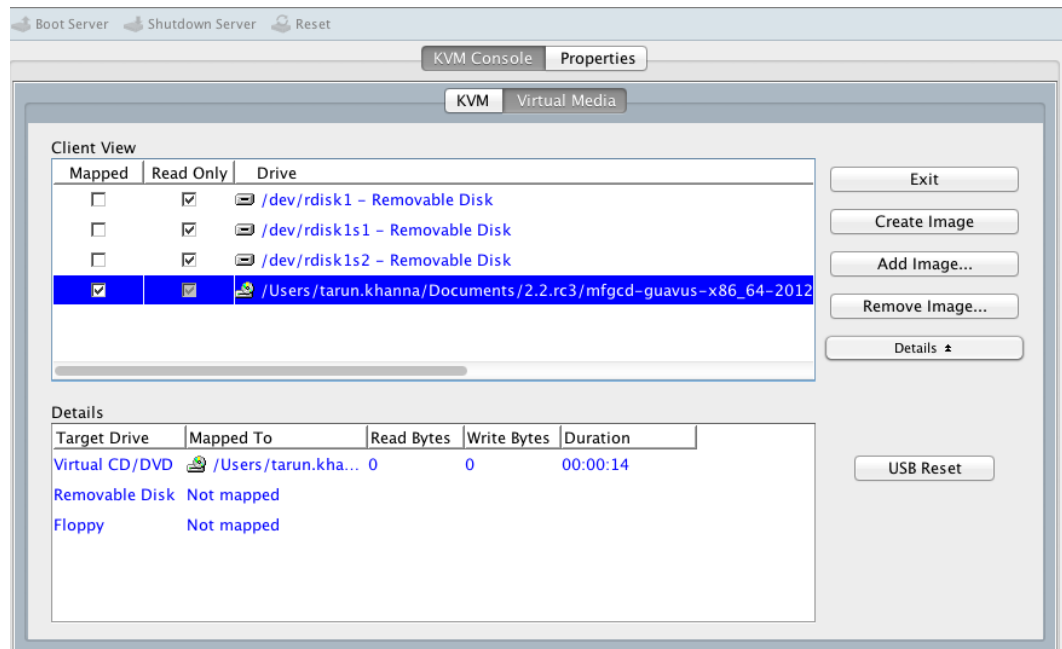 Boot Server Shutdown Server Reset
KVM Console Properties
KVM Virtual Media
Client View
Mapped Read Only Drive
/dev/rdisk1 – Removable Disk
/dev/rdisk1s1 – Removable Disk
/dev/rdisk1s2 – Removable Disk
/Users/tarun.khanna/Documents/2.2.rc3/mfgcd-guavus-x86_64-2012
Exit
Create Image
Add Image...
Remove Image...
Details
Details
Target Drive Mapped To Read Bytes Write Bytes Duration
Virtual CD/DVD /Users/tarun.kha... 0 0 00:00:14
Removable Disk Not mapped
Floppy Not mapped
USB Reset